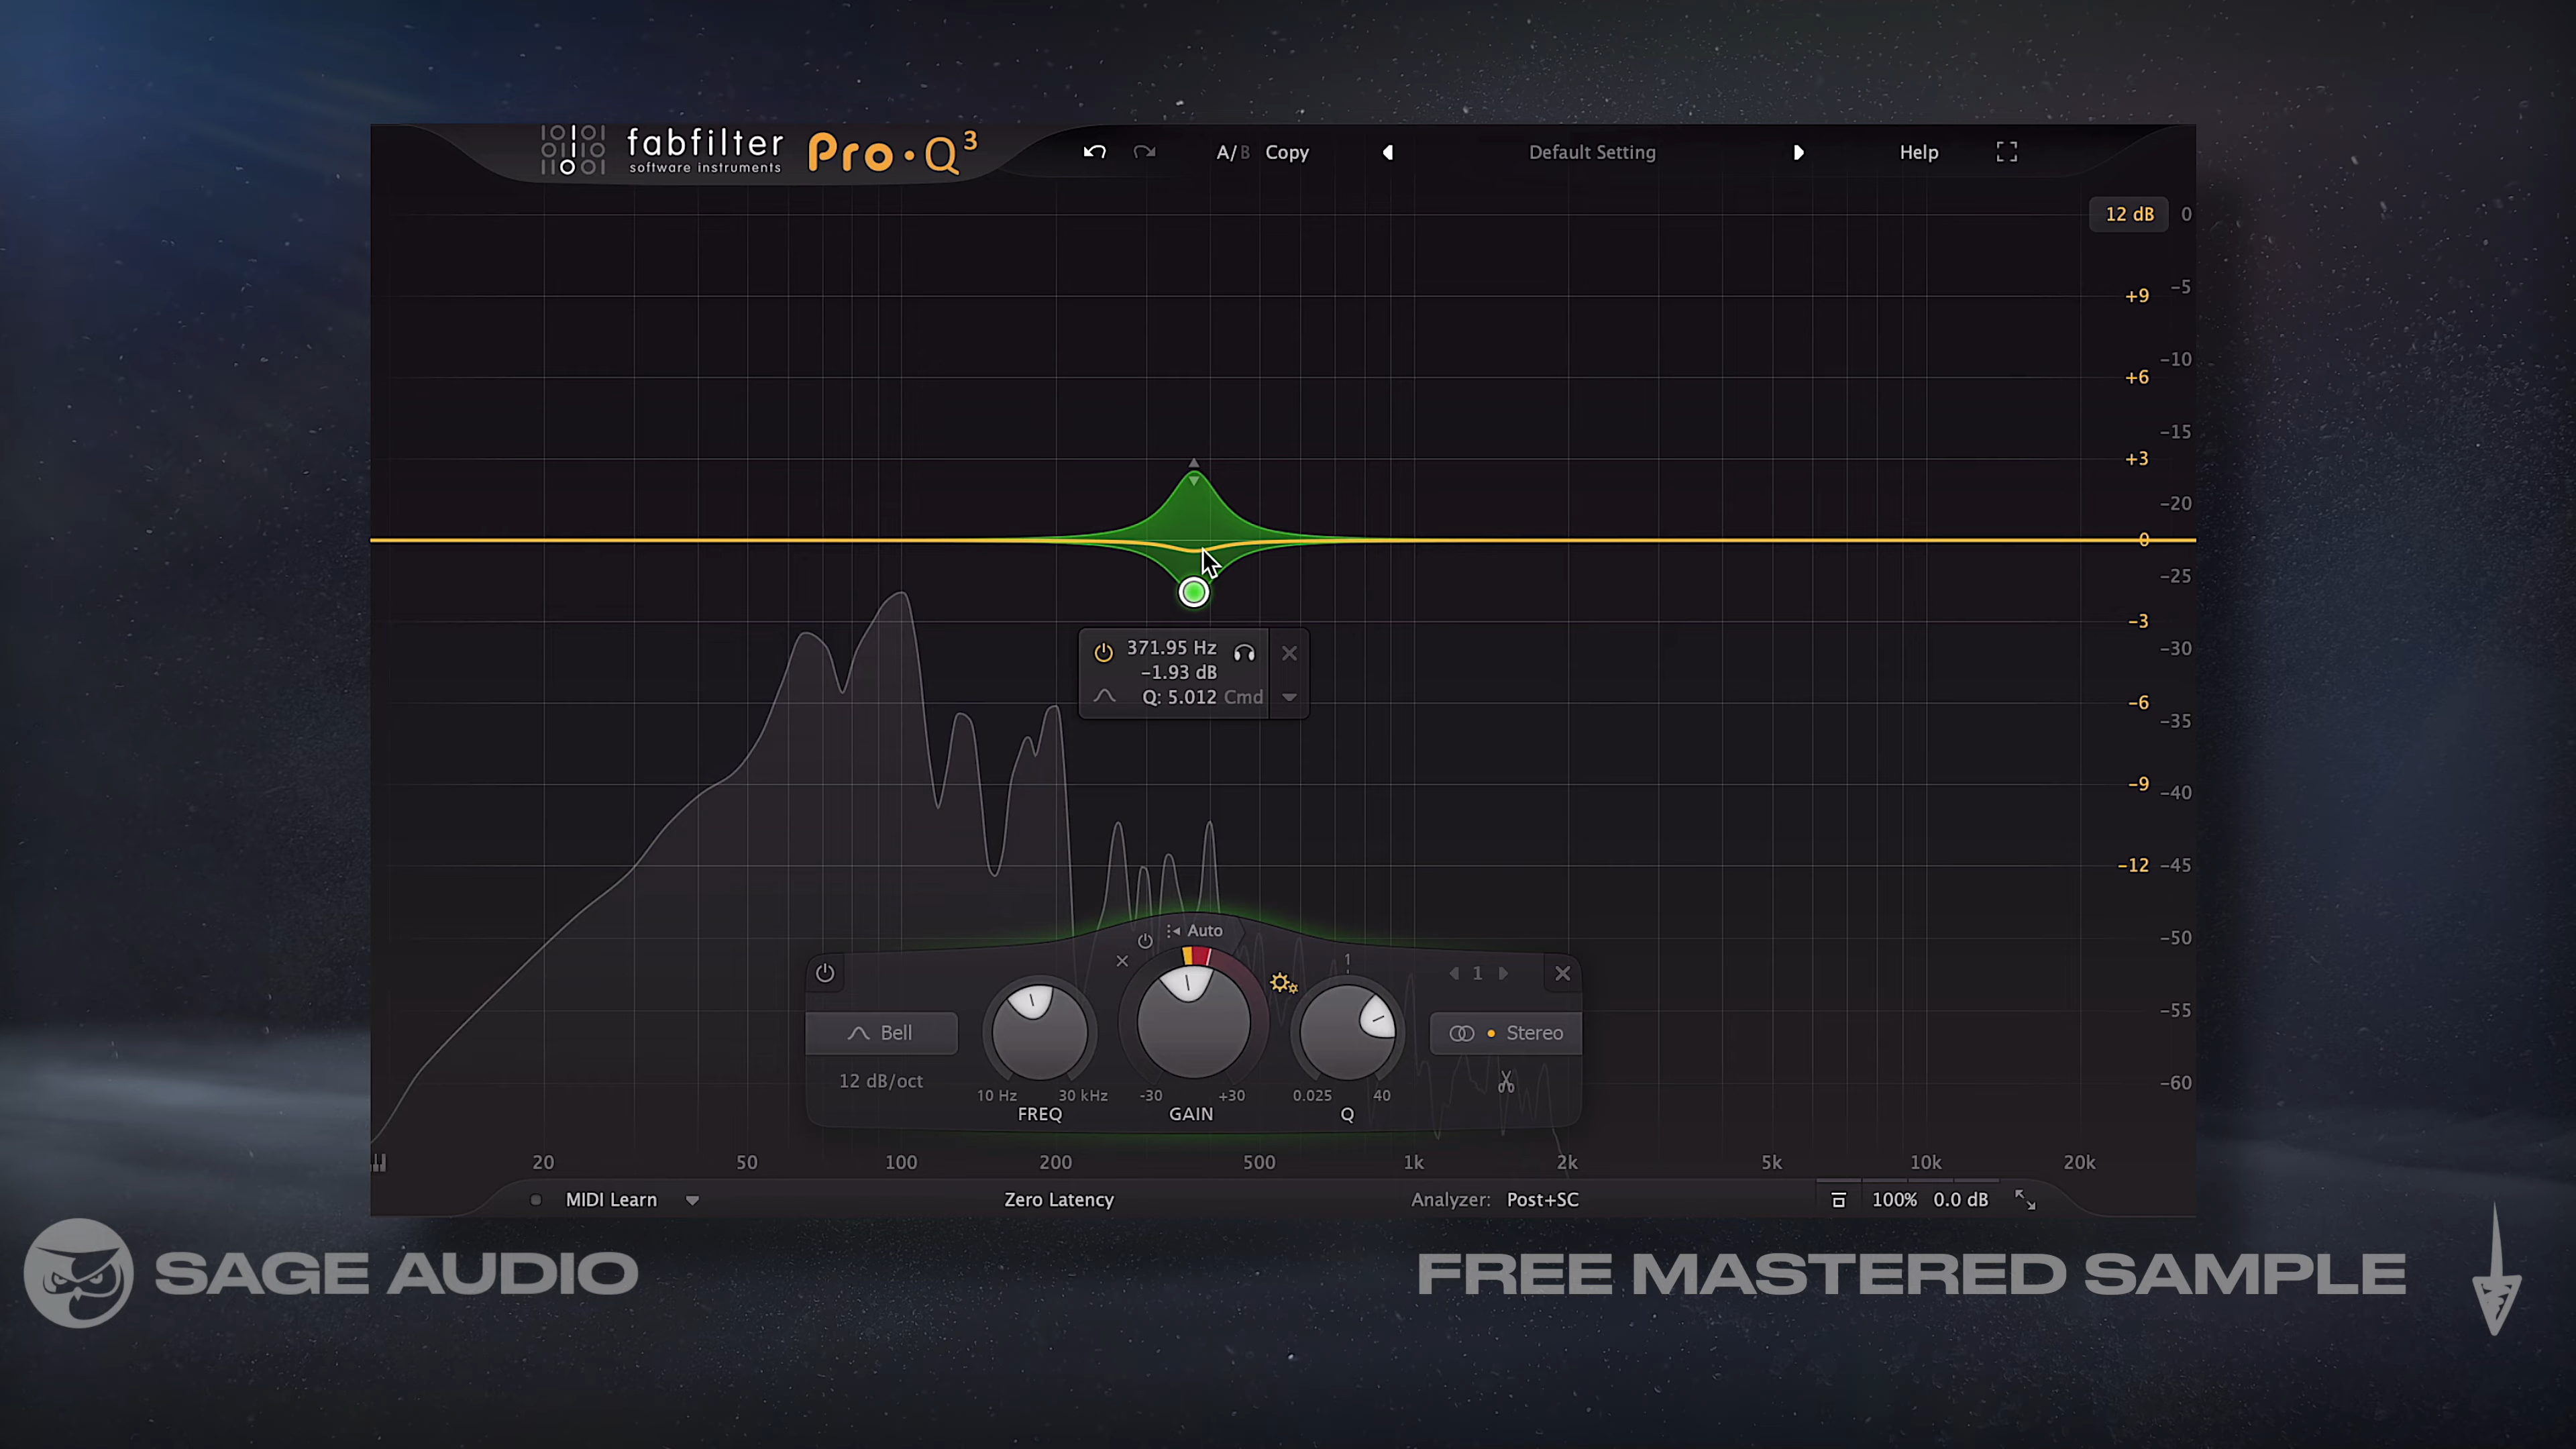 fabfilter
software instruments
Pro·Q3
A/B Copy
Default Setting
Help
12 dB 0
+9 -5
-10
+6
-15
+3
-20
0
-25
-3
-30
-6
-35
-9 -40
-12 -45
-50
-55
-60
371.95 Hz
-1.93 dB
Q: 5.012 Cmd
Auto
1
1
Bell
Stereo
12 dB/oct
10 Hz 30 kHz
FREQ
-30 +30
GAIN
0.025 40
Q
20 50 100 200 500 1k 2k 5k 10k 20k
MIDI Learn
Zero Latency
Analyzer: Post+SC
100% 0.0 dB
SAGE AUDIO
FREE MASTERED SAMPLE